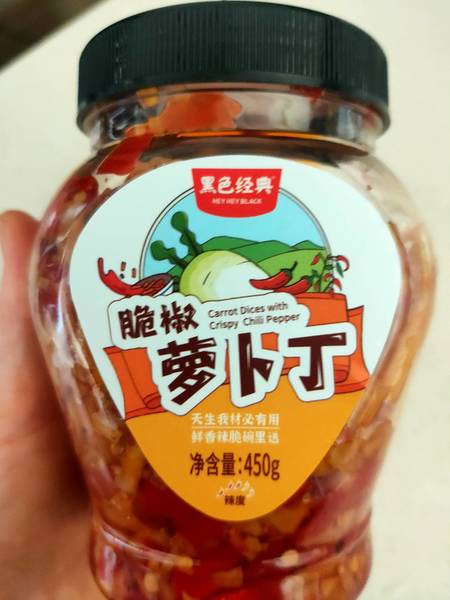 黑色经典
HEY HEY BLACK
脆椒
Carrot Dices with
Crispy Chili Pepper
萝卜丁
天生我材必有用
鲜香辣脆碗里送
净含量:450g
辣度